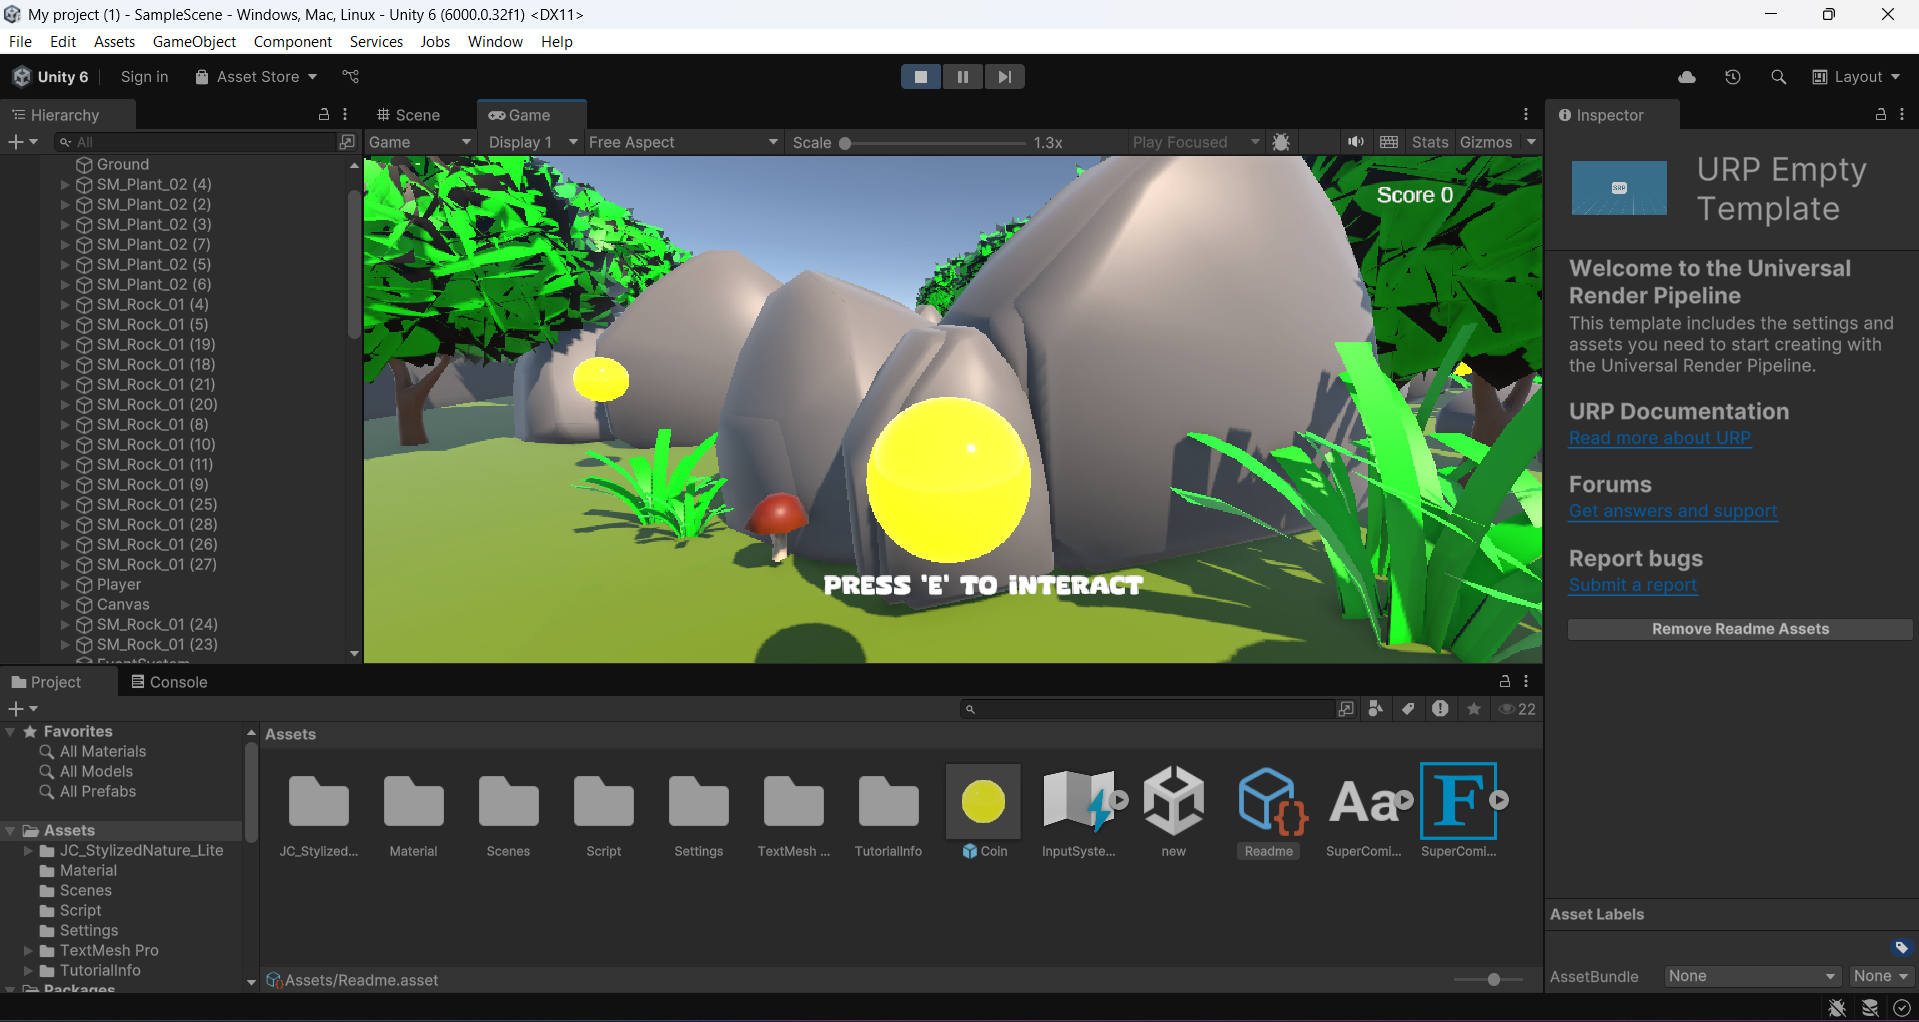 My project (1) - SampleScene - Windows, Mac, Linux - Unity 6 (6000.0.32f1) <DX11>
File Edit Assets GameObject Component Services Jobs Window Help
Unity 6 Sign in Asset Store Layout
Hierarchy
All
Ground
SM_Plant_02 (4)
SM_Plant_02 (2)
SM_Plant_02 (3)
SM_Plant_02 (7)
SM_Plant_02 (5)
SM_Plant_02 (6)
SM_Rock_01 (4)
SM_Rock_01 (5)
SM_Rock_01 (19)
SM_Rock_01 (18)
SM_Rock_01 (21)
SM_Rock_01 (20)
SM_Rock_01 (8)
SM_Rock_01 (10)
SM_Rock_01 (11)
SM_Rock_01 (9)
SM_Rock_01 (25)
SM_Rock_01 (28)
SM_Rock_01 (26)
SM_Rock_01 (27)
Player
Canvas
SM_Rock_01 (24)
SM_Rock_01 (23)
EventSystem
Scene Game
Game Display 1 Free Aspect Scale 1.3x Play Focused Stats Gizmos
Score 0
PRESS 'E' TO INTERACT
Inspector
SRP
URP Empty
Template
Welcome to the Universal
Render Pipeline
This template includes the settings and
assets you need to start creating with
the Universal Render Pipeline.
URP Documentation
Read more about URP
Forums
Get answers and support
Report bugs
Submit a report
Remove Readme Assets
Project Console
22
Favorites
All Materials
All Models
All Prefabs
Assets
JC_StylizedNature_Lite
Material
Scenes
Script
Settings
TextMesh Pro
TutorialInfo
Packages
Assets
JC_Stylized... Material Scenes Script Settings TextMesh ... TutorialInfo Coin InputSyste... new Readme SuperComi... SuperComi...
{}
Aa
F
Assets/Readme.asset
Asset Labels
AssetBundle None None